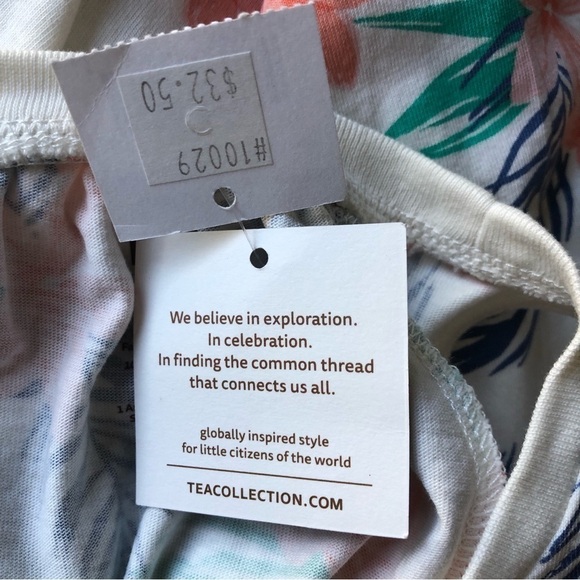 #10029
$32.50
We believe in exploration.
In celebration.
In finding the common thread
that connects us all.
globally inspired style
for little citizens of the world
TEACOLLECTION.COM